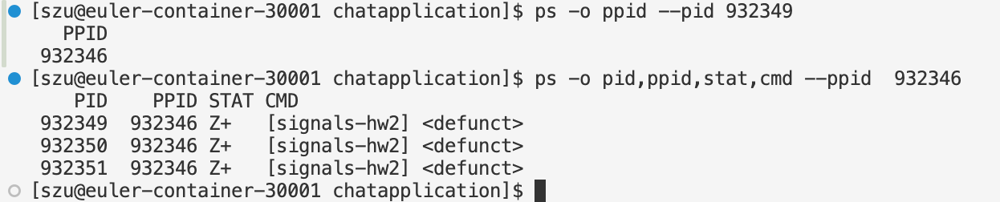 [szu@euler-container-30001 chatapplication]$ ps -o ppid --pid 932349
PPID
932346
[szu@euler-container-30001 chatapplication]$ ps -o pid,ppid,stat,cmd --ppid  932346
PID    PPID STAT CMD
932349  932346 Z+   [signals-hw2] <defunct>
932350  932346 Z+   [signals-hw2] <defunct>
932351  932346 Z+   [signals-hw2] <defunct>
[szu@euler-container-30001 chatapplication]$